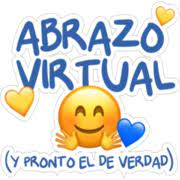 ABRAZO
VIRTUAL
(Y PRONTO EL DE VERDAD)